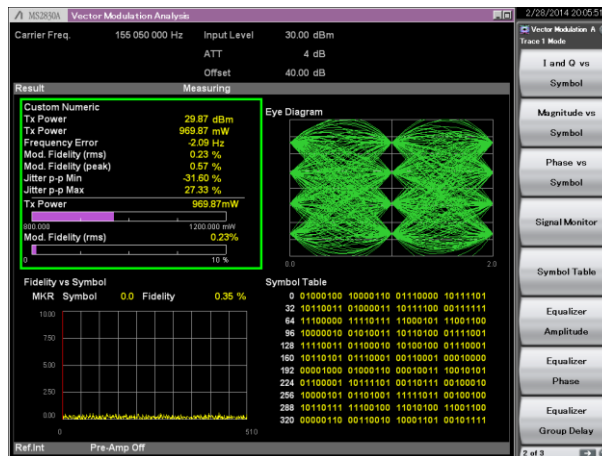 MS2830A Vector Modulation Analysis
2/28/2014 20:05:51
Carrier Freq. 155 050 000 Hz Input Level 30.00 dBm
ATT 4 dB
Offset 40.00 dB
Result Measuring
Custom Numeric
Tx Power 29.87 dBm
Tx Power 969.87 mW
Frequency Error -2.09 Hz
Mod. Fidelity (rms) 0.23 %
Mod. Fidelity (peak) 0.57 %
Jitter p-p Min -31.60 %
Jitter p-p Max 27.33 %
Tx Power 969.87mW
800.008 1200.000 mW
Mod. Fidelity (rms) 0.23%
0 10 %
Eye Diagram
0.0 2.0
Fidelity vs Symbol
MKR Symbol 0.0 Fidelity 0.35 %
10.00
7.50
5.00
2.50
0.00
0 510
Symbol Table
0 01000100 10000110 01110000 10111101
32 10110011 01000011 10111100 00111111
64 11100000 11110111 11000101 11001100
96 10000010 01010011 10110100 01110001
128 11110011 01100010 10100100 01110001
160 10110101 01110001 00110001 00010000
192 00001000 01000110 00010011 10010101
224 01100001 10111101 00110111 00100010
256 10000101 01101001 11111011 00100100
288 10110111 11100100 11010100 11001100
320 00000110 00110010 10001101 00101111
Ref.Int Pre-Amp Off
Vector Modulation A
Trace 1 Mode
I and Q vs
Symbol
Magnitude vs
Symbol
Phase vs
Symbol
Signal Monitor
Symbol Table
Equalizer
Amplitude
Equalizer
Phase
Equalizer
Group Delay
2 of 3